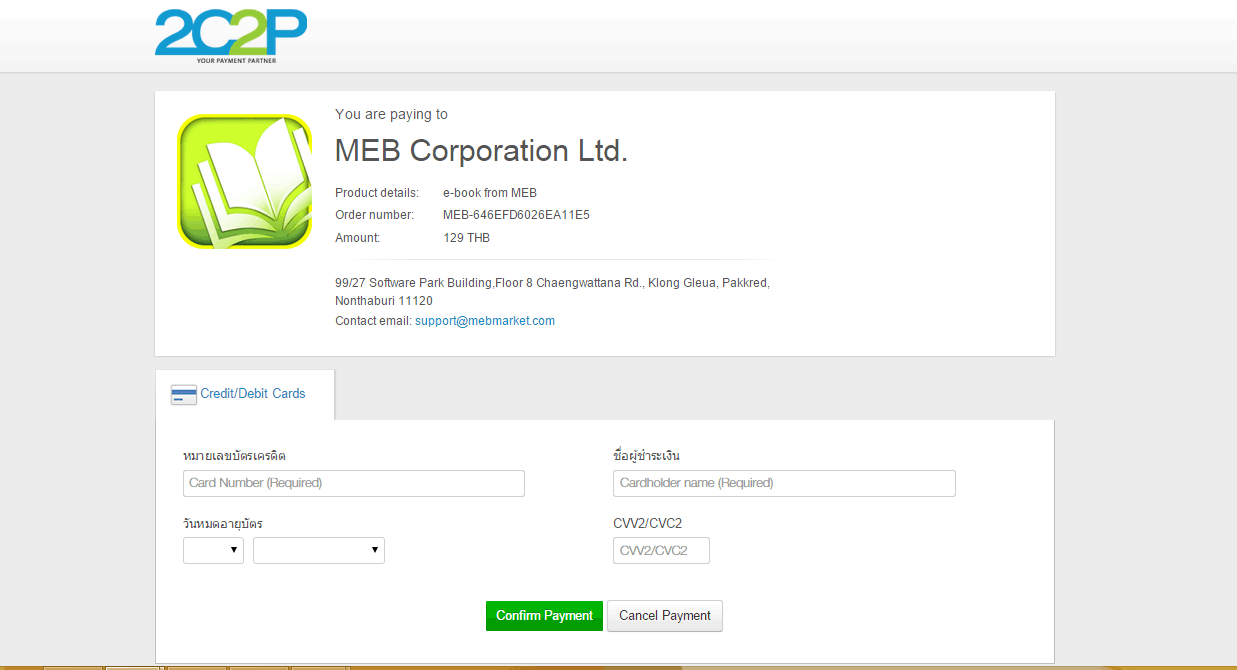 2C2P
YOUR PAYMENT PARTNER
You are paying to
MEB Corporation Ltd.
Product details: e-book from MEB
Order number: MEB-646EFD6026EA11E5
Amount: 129 THB
99/27 Software Park Building,Floor 8 Chaengwattana Rd., Klong Gleua, Pakkred,
Nonthaburi 11120
Contact email: support@mebmarket.com
Credit/Debit Cards
หมายเลขบัตรเครดิต ชื่อผู้ชำระเงิน
Card Number (Required) Cardholder name (Required)
วันหมดอายุบัตร CVV2/CVC2
CVV2/CVC2
Confirm Payment Cancel Payment